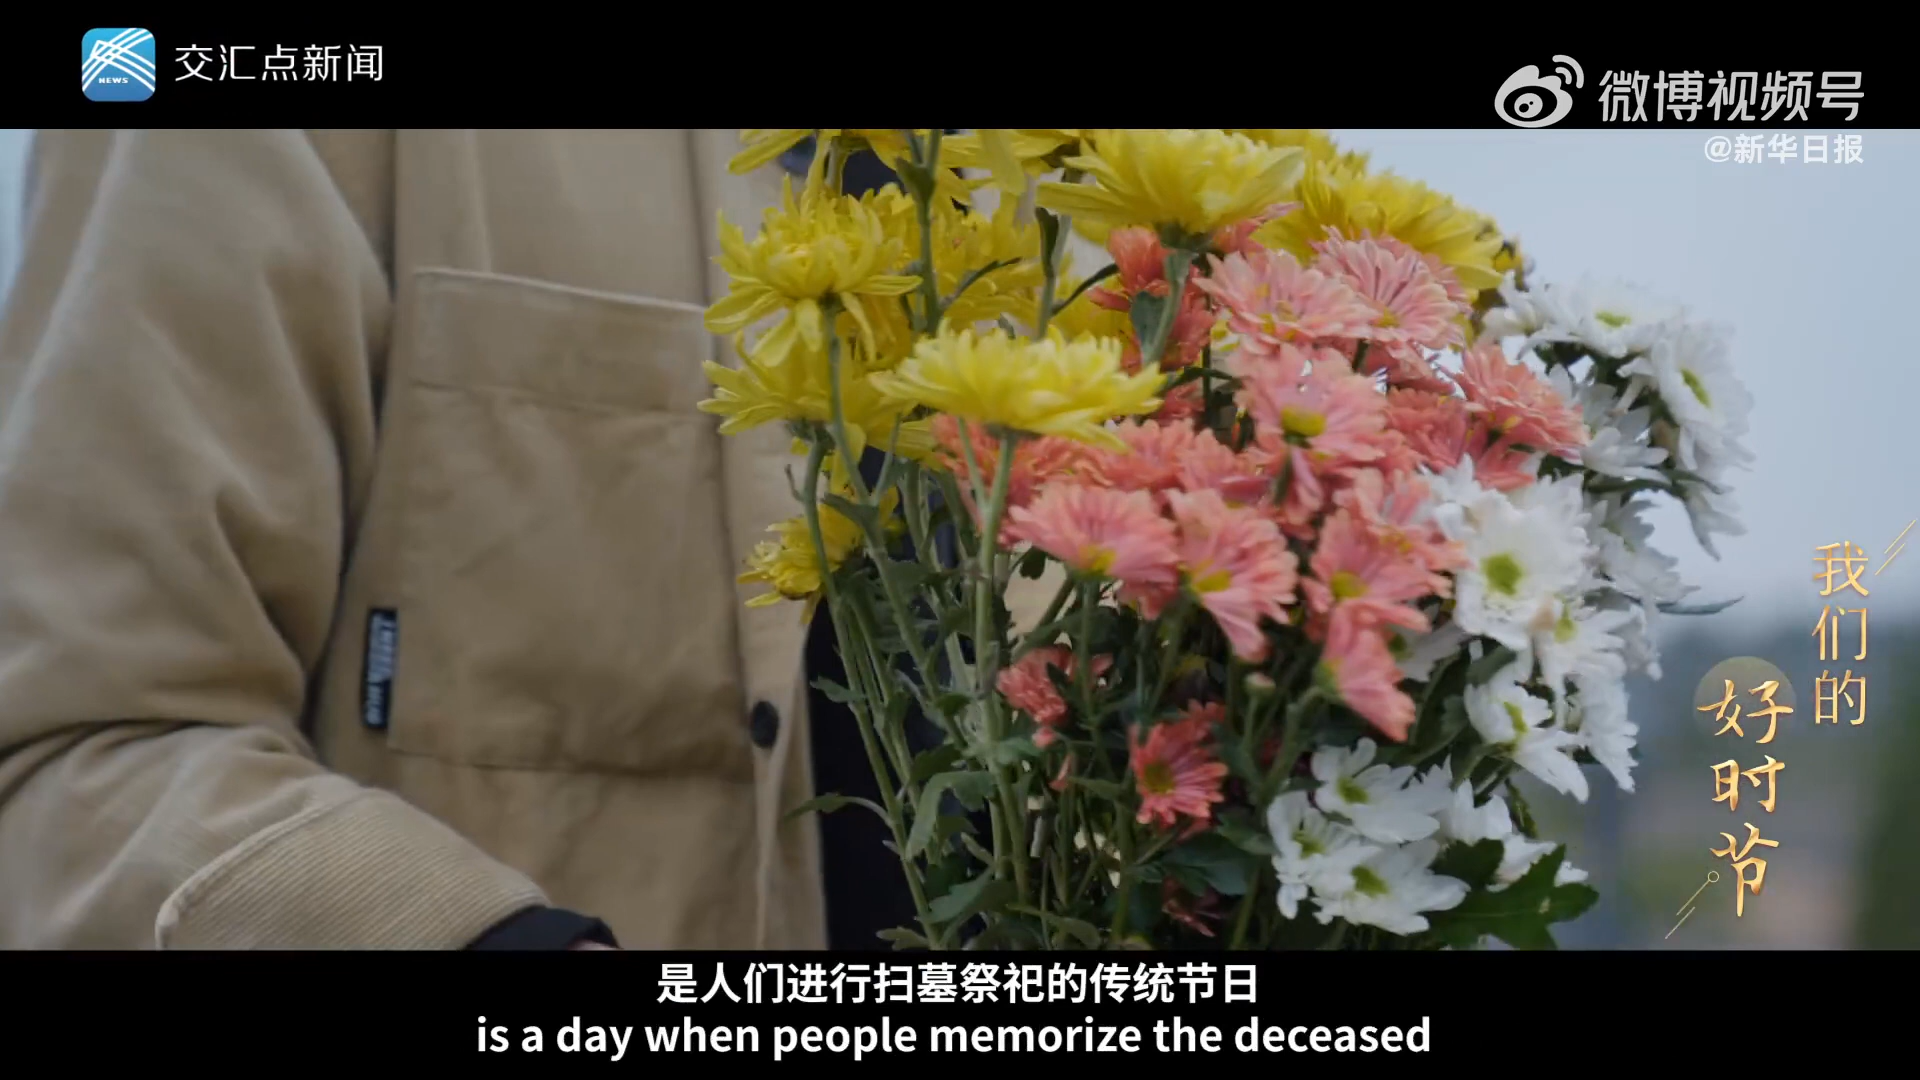 NEWS
交汇点新闻
微博视频号
@新华日报
我们的
好时节
是人们进行扫墓祭祀的传统节日
is a day when people memorize the deceased